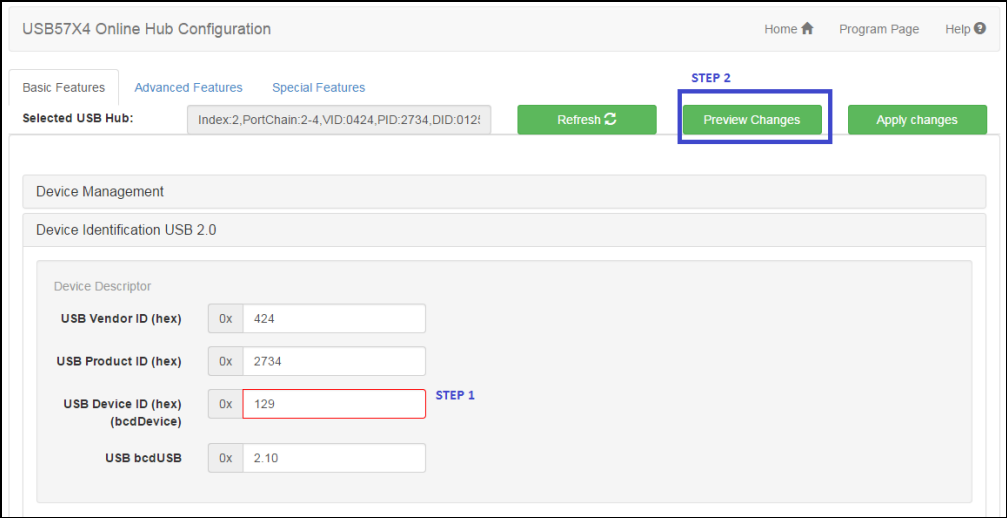 USB57X4 Online Hub Configuration
Home Program Page Help
STEP 2
Basic Features Advanced Features Special Features
Selected USB Hub: Index:2,PortChain:2-4,VID:0424,PID:2734,DID:012 Refresh Preview Changes Apply changes
Device Management
Device Identification USB 2.0
Device Descriptor
USB Vendor ID (hex) 0x 424
USB Product ID (hex) 0x 2734
USB Device ID (hex) 0x 129 STEP 1
(bcdDevice)
USB bcdUSB 0x 2.10